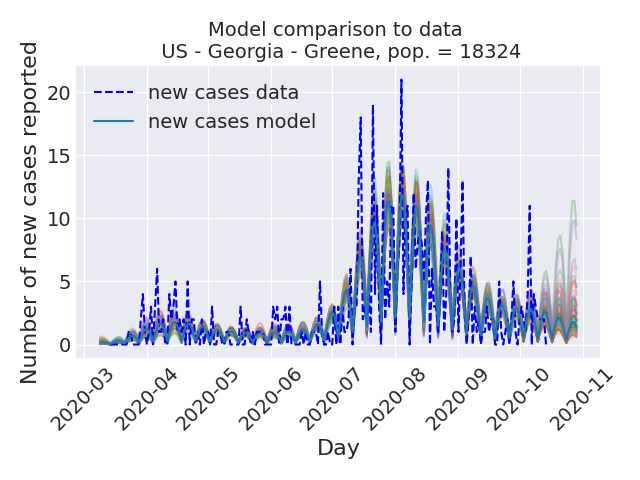 Model comparison to data
US - Georgia - Greene, pop. = 18324
Number of new cases reported
20
15
10
5
0
new cases data
new cases model
2020-03
2020-04
2020-05
2020-06
2020-07
2020-08
2020-09
2020-10
2020-11
Day